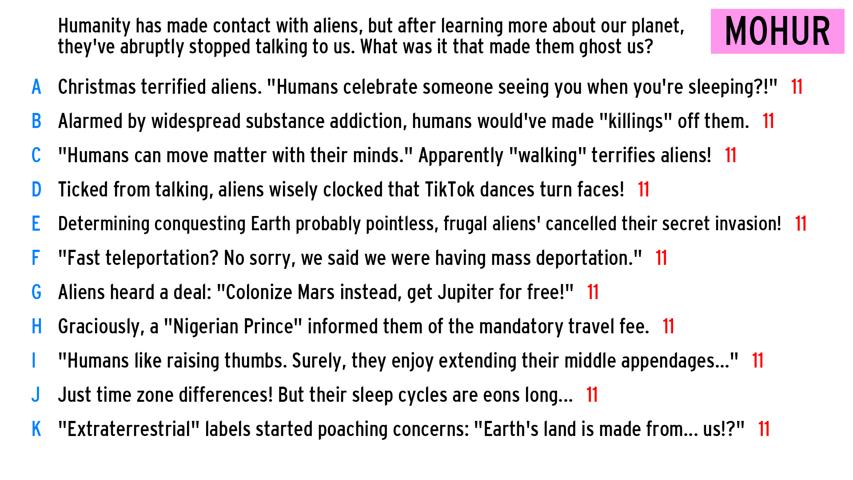 Humanity has made contact with aliens, but after learning more about our planet,
they've abruptly stopped talking to us. What was it that made them ghost us?
MOHUR
A Christmas terrified aliens. "Humans celebrate someone seeing you when you're sleeping?!" 11
B Alarmed by widespread substance addiction, humans would've made "killings" off them. 11
C "Humans can move matter with their minds." Apparently "walking" terrifies aliens! 11
D Ticked from talking, aliens wisely clocked that TikTok dances turn faces! 11
E Determining conquesting Earth probably pointless, frugal aliens' cancelled their secret invasion! 11
F "Fast teleportation? No sorry, we said we were having mass deportation." 11
G Aliens heard a deal: "Colonize Mars instead, get Jupiter for free!" 11
H Graciously, a "Nigerian Prince" informed them of the mandatory travel fee. 11
I "Humans like raising thumbs. Surely, they enjoy extending their middle appendages..." 11
J Just time zone differences! But their sleep cycles are eons long... 11
K "Extraterrestrial" labels started poaching concerns: "Earth's land is made from... us!?" 11